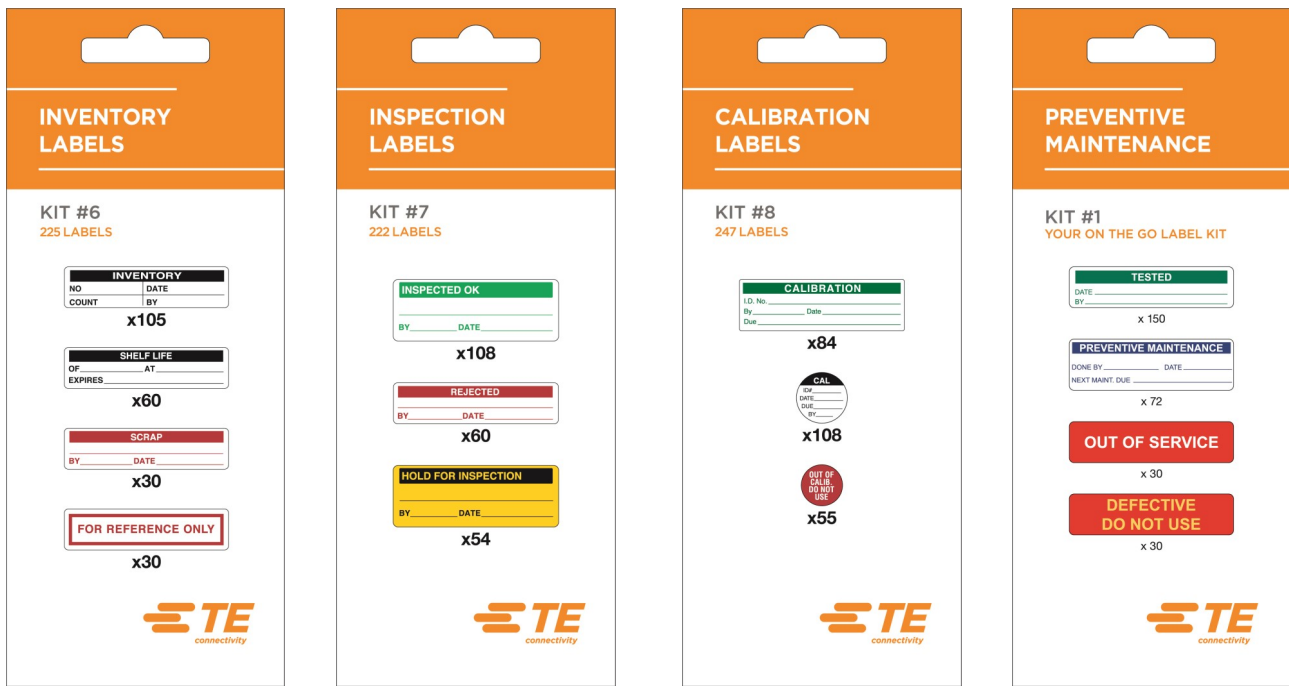 INVENTORY
LABELS
KIT #6
225 LABELS
INVENTORY
NO DATE
COUNT BY
x105
SHELF LIFE
OF AT
EXPIRES
x60
SCRAP
BY DATE
x30
FOR REFERENCE ONLY
x30
TE
connectivity
INSPECTION
LABELS
KIT #7
222 LABELS
INSPECTED OK
BY DATE
x108
REJECTED
BY DATE
x60
HOLD FOR INSPECTION
BY DATE
x54
TE
connectivity
CALIBRATION
LABELS
KIT #8
247 LABELS
CALIBRATION
I.D. No.
By Date
Due
x84
CAL
ID#
DATE
DUE
BY
x108
OUT OF
CALIB.
DO NOT
USE
x55
TE
connectivity
PREVENTIVE
MAINTENANCE
KIT #1
YOUR ON THE GO LABEL KIT
TESTED
DATE
BY
x 150
PREVENTIVE MAINTENANCE
DONE BY DATE
NEXT MAINT. DUE
x 72
OUT OF SERVICE
x 30
DEFECTIVE
DO NOT USE
x 30
TE
connectivity